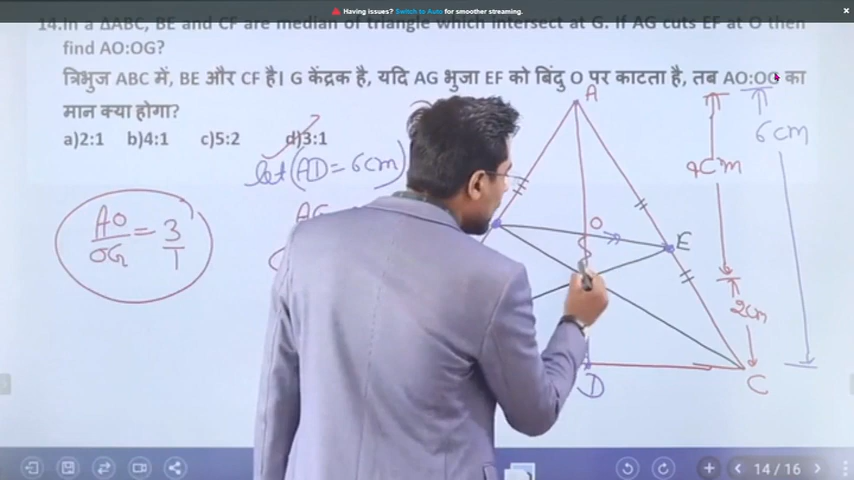 Having issues? Switch to Auto for smoother streaming.
14.In a ΔABC, BE and CF are median of triangle which intersect at G. If AG cuts EF at O then
find AO:OG?
त्रिभुज ABC में, BE और CF है। G केंद्रक है, यदि AG भुजा EF को बिंदु O पर काटता है, तब AO:OG का
मान क्या होगा?
a)2:1 b)4:1 c)5:2 d)3:1
let (AD = 6cm)
AG
AO/OG = 3/1
A
O
E
D
C
4cm
2cm
6cm
14 / 16